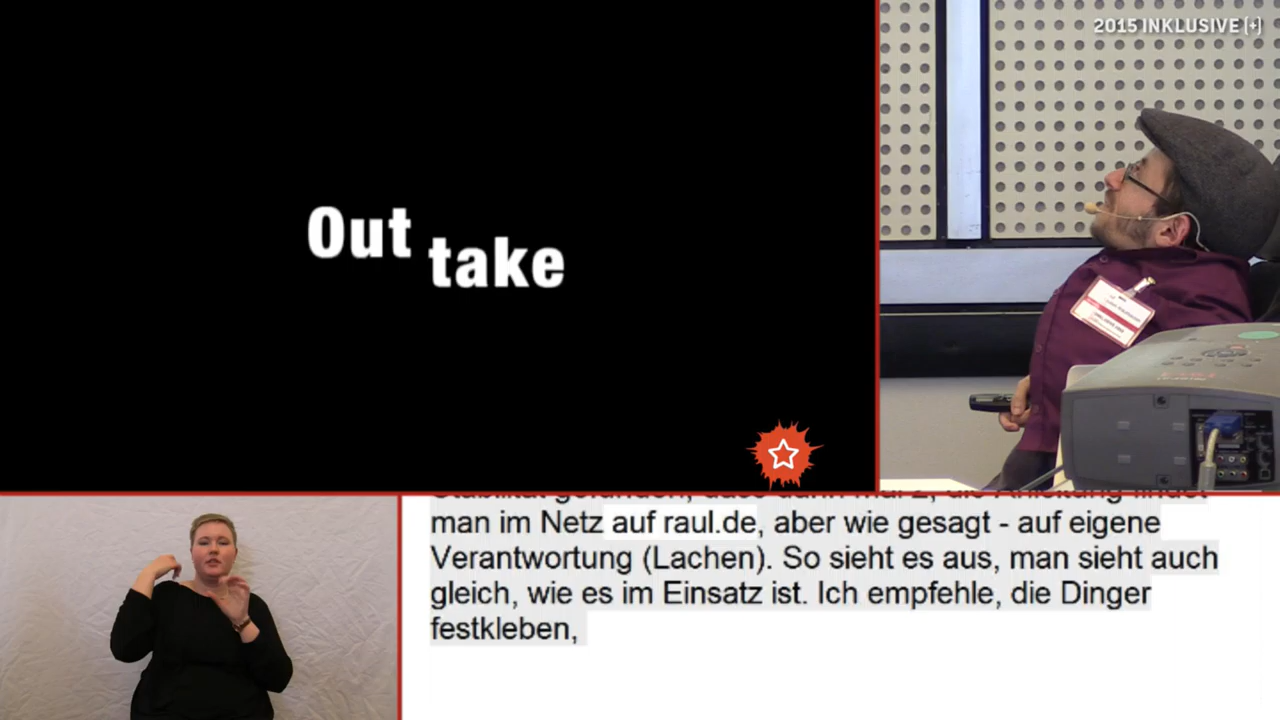 2015 INKLUSIVE [+]
Out
take
man im Netz auf raul.de, aber wie gesagt - auf eigene
Verantwortung (Lachen). So sieht es aus, man sieht auch
gleich, wie es im Einsatz ist. Ich empfehle, die Dinger
festkleben,